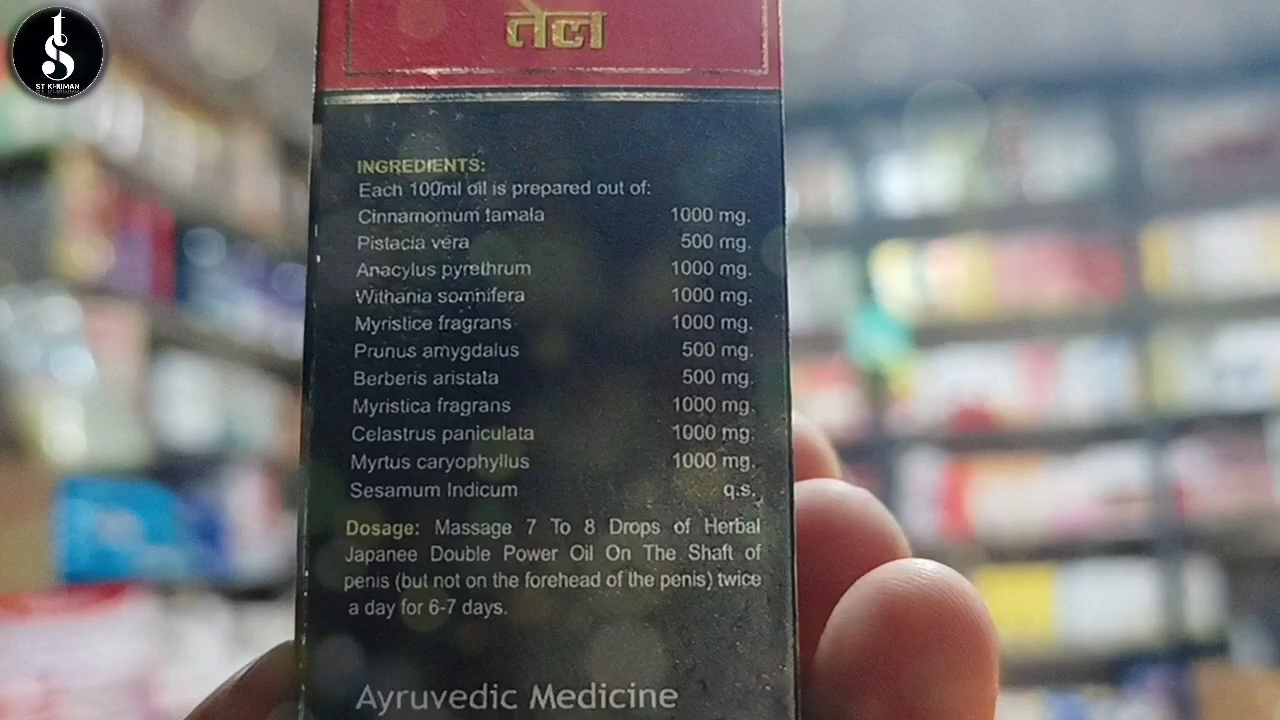 ST KHUMAN
तेल
INGREDIENTS:
Each 100ml oil is prepared out of:
Cinnamomum tamala 1000 mg.
Pistacia vera 500 mg.
Anacylus pyrethrum 1000 mg.
Withania somnifera 1000 mg.
Myristice fragrans 1000 mg.
Prunus amygdalus 500 mg.
Berberis aristata 500 mg.
Myristica fragrans 1000 mg.
Celastrus paniculata 1000 mg.
Myrtus caryophyllus 1000 mg.
Sesamum Indicum q.s.
Dosage: Massage 7 To 8 Drops of Herbal
Japanee Double Power Oil On The Shaft of
penis (but not on the forehead of the penis) twice
a day for 6-7 days.
Ayruvedic Medicine